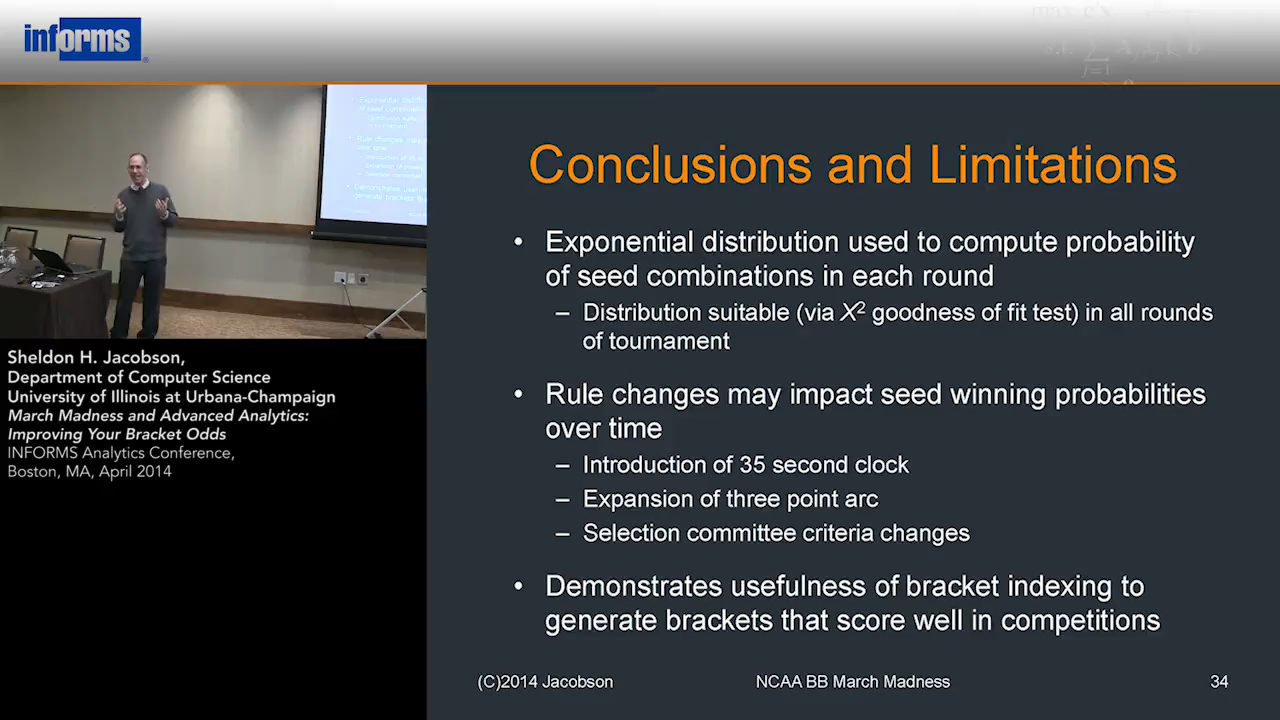 informs
Sheldon H. Jacobson,
Department of Computer Science
University of Illinois at Urbana-Champaign
March Madness and Advanced Analytics:
Improving Your Bracket Odds
INFORMS Analytics Conference,
Boston, MA, April 2014
Conclusions and Limitations
• Exponential distribution used to compute probability
of seed combinations in each round
– Distribution suitable (via X² goodness of fit test) in all rounds
of tournament
• Rule changes may impact seed winning probabilities
over time
– Introduction of 35 second clock
– Expansion of three point arc
– Selection committee criteria changes
• Demonstrates usefulness of bracket indexing to
generate brackets that score well in competitions
(C)2014 Jacobson
NCAA BB March Madness
34